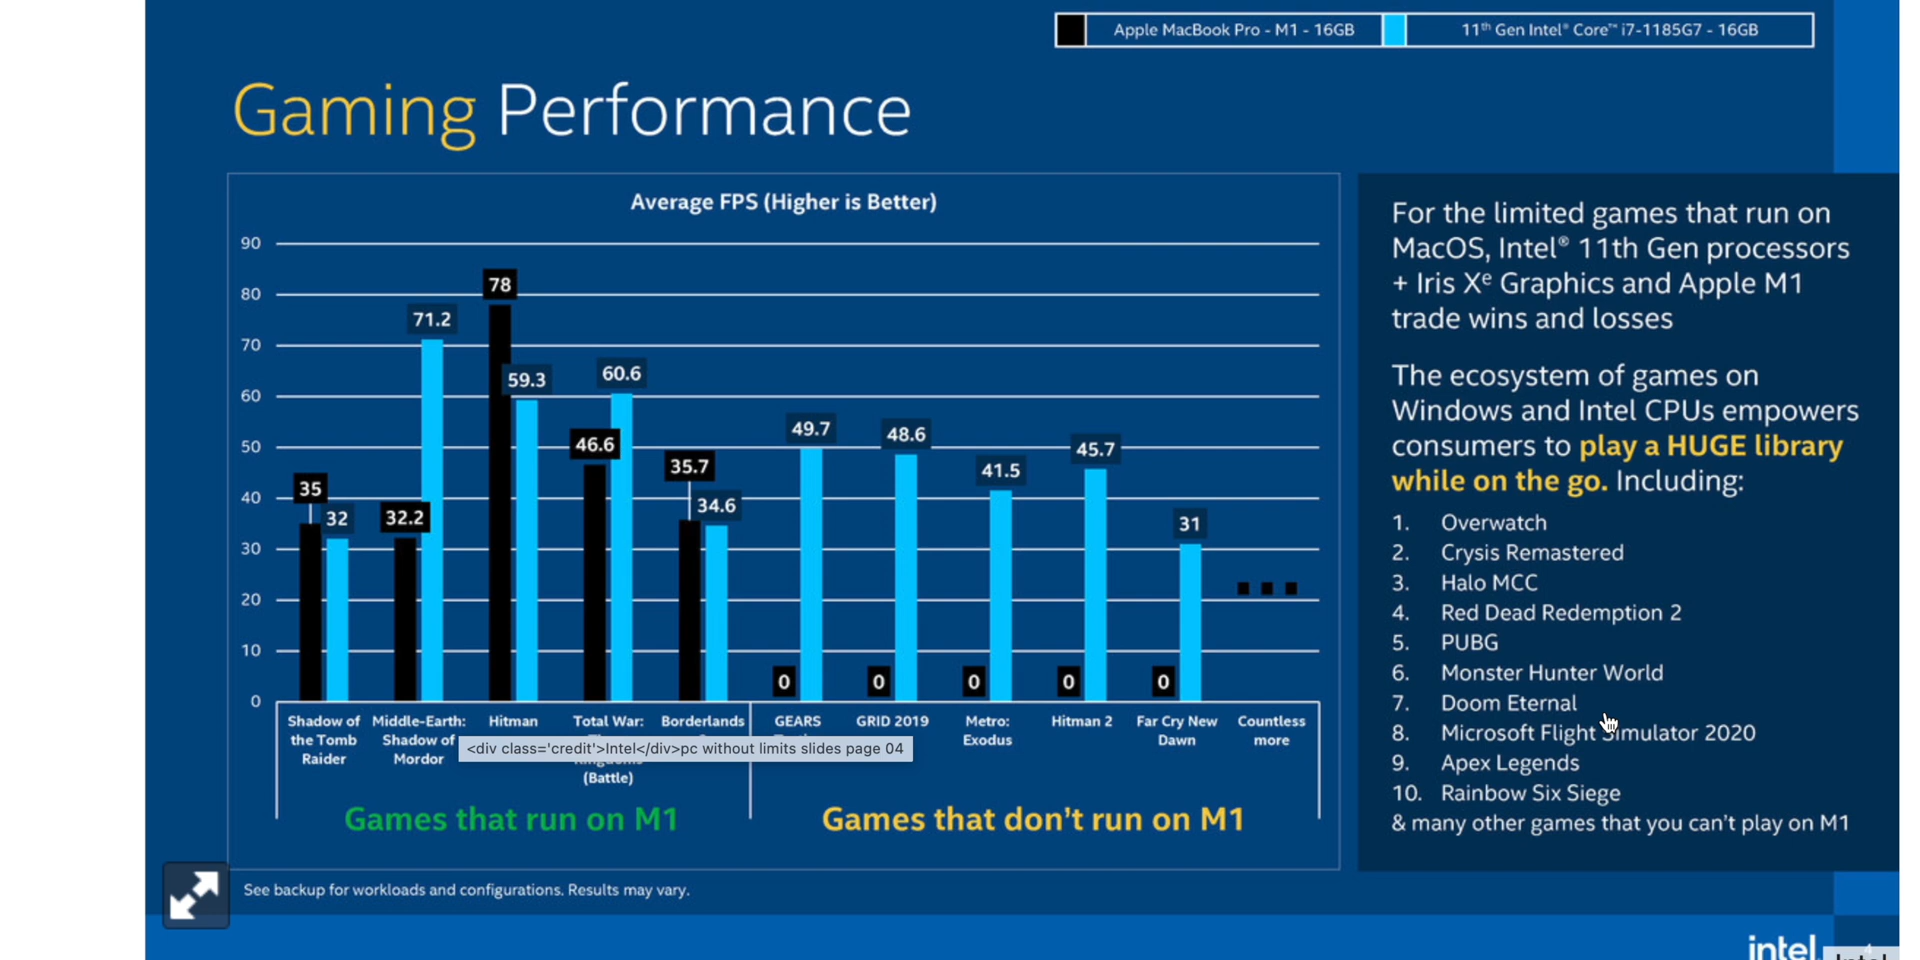 Apple MacBook Pro - M1 - 16GB
11th Gen Intel® Core™ i7-1185G7 - 16GB
Gaming Performance
Average FPS (Higher is Better)
90
80
70
60
50
40
30
20
10
0
35
32
32.2
71.2
78
59.3
46.6
60.6
35.7
34.6
0
49.7
0
48.6
0
41.5
0
45.7
0
31
Shadow of
the Tomb
Raider
Middle-Earth:
Shadow of
Mordor
Hitman
Total War:
(Battle)
Borderlands
GEARS
GRID 2019
Metro:
Exodus
Hitman 2
Far Cry New
Dawn
Countless
more
<div class='credit'>Intel</div>pc without limits slides page 04
Games that run on M1
Games that don't run on M1
See backup for workloads and configurations. Results may vary.
For the limited games that run on
MacOS, Intel® 11th Gen processors
+ Iris Xe Graphics and Apple M1
trade wins and losses
The ecosystem of games on
Windows and Intel CPUs empowers
consumers to play a HUGE library
while on the go. Including:
1. Overwatch
2. Crysis Remastered
3. Halo MCC
4. Red Dead Redemption 2
5. PUBG
6. Monster Hunter World
7. Doom Eternal
8. Microsoft Flight Simulator 2020
9. Apex Legends
10. Rainbow Six Siege
& many other games that you can't play on M1
intel
4
Intel